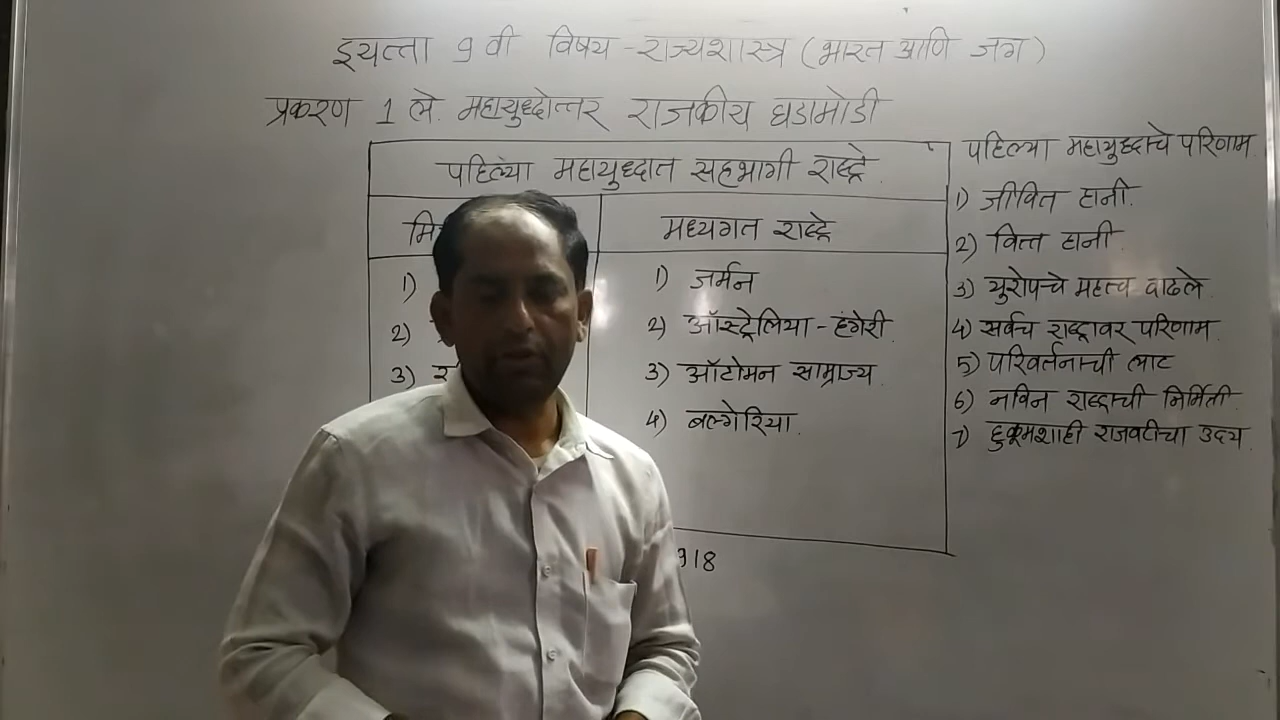 इयत्ता 9 वी विषय - राज्यशास्त्र (भारत आणि जग)
प्रकरण 1 ले. महायुध्दोत्तर राजकीय घडामोडी
पहिल्या महायुध्दात सहभागी राष्ट्रे.
मध्यगत राष्ट्रे
1)
2)
3)
1) जर्मन
2) ऑस्ट्रेलिया - हंगेरी.
3) ऑटोमन साम्राज्य.
4) बल्गेरिया.
918
पहिल्या महायुध्दाचे परिणाम.
1) जीवित हानी.
2) वित्त हानी.
3) युरोपचे महत्व वाढले.
4) सर्वच राष्ट्रावर परिणाम.
5) परिवर्तनाची लाट
6) नविन राष्ट्राची निर्मिती.
7) हुकूमशाही राजवटीचा उदय.